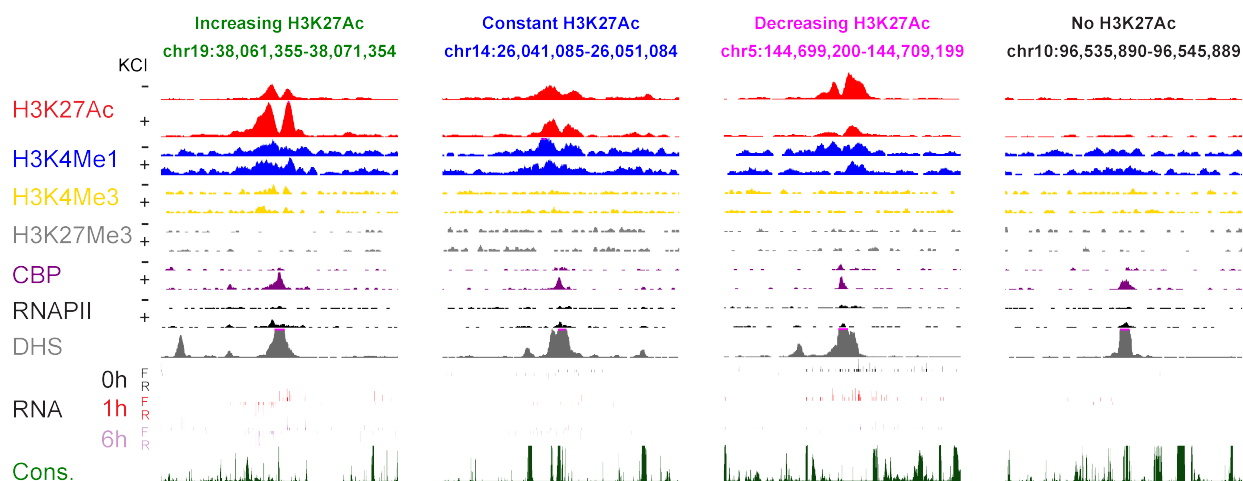 Increasing H3K27Ac Constant H3K27Ac Decreasing H3K27Ac No H3K27Ac
chr19:38,061,355-38,071,354 chr14:26,041,085-26,051,084 chr5:144,699,200-144,709,199 chr10:96,535,890-96,545,889
KCl
-
H3K27Ac
+
-
H3K4Me1
+
-
H3K4Me3
+
-
H3K27Me3
+
-
CBP
+
-
RNAPII
+
DHS
0h F
R
RNA 1h F
R
6h F
R
Cons.